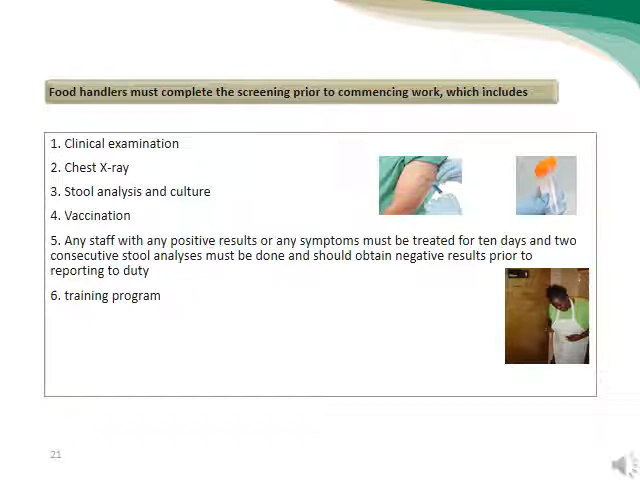 Food handlers must complete the screening prior to commencing work, which includes
1. Clinical examination
2. Chest X-ray
3. Stool analysis and culture
4. Vaccination
5. Any staff with any positive results or any symptoms must be treated for ten days and two
consecutive stool analyses must be done and should obtain negative results prior to
reporting to duty
6. training program
21